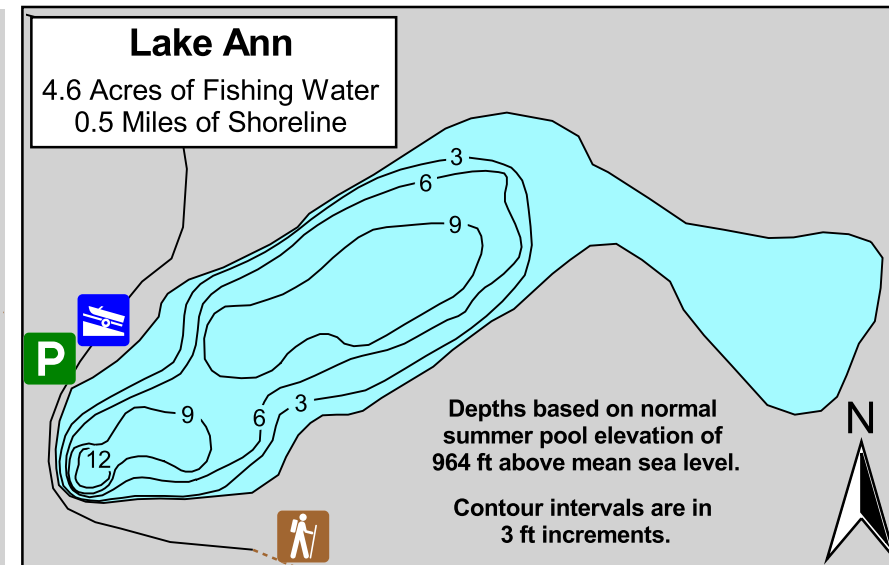 Lake Ann
4.6 Acres of Fishing Water
0.5 Miles of Shoreline
3
6
9
P
9
6
3
12
Depths based on normal
summer pool elevation of
964 ft above mean sea level.
Contour intervals are in
3 ft increments.
N